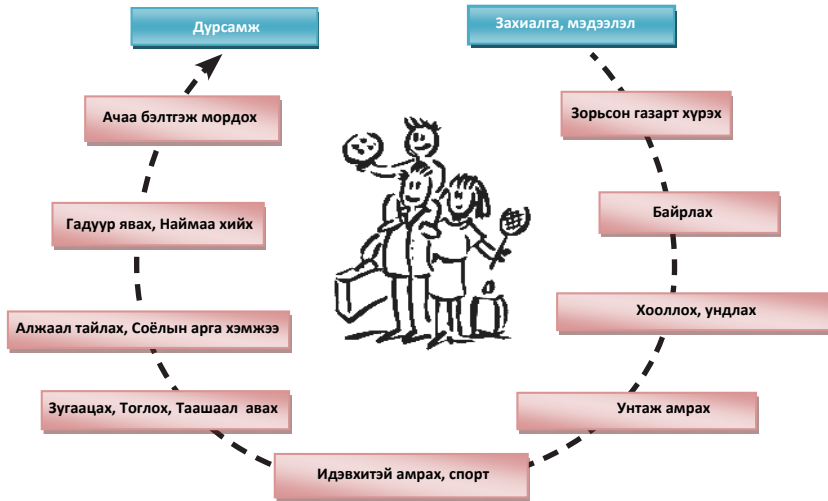 Дурсамж
Захиалга, мэдээлэл
Ачаа бэлтгэж мордох
Зорьсон газарт хүрэх
Гадуур явах, Наймаа хийх
Байрлах
Алжаал тайлах, Соёлын арга хэмжээ
Хооллох, ундлах
Зугаацах, Тоглох, Таашаал авах
Унтаж амрах
Идэвхитэй амрах, спорт